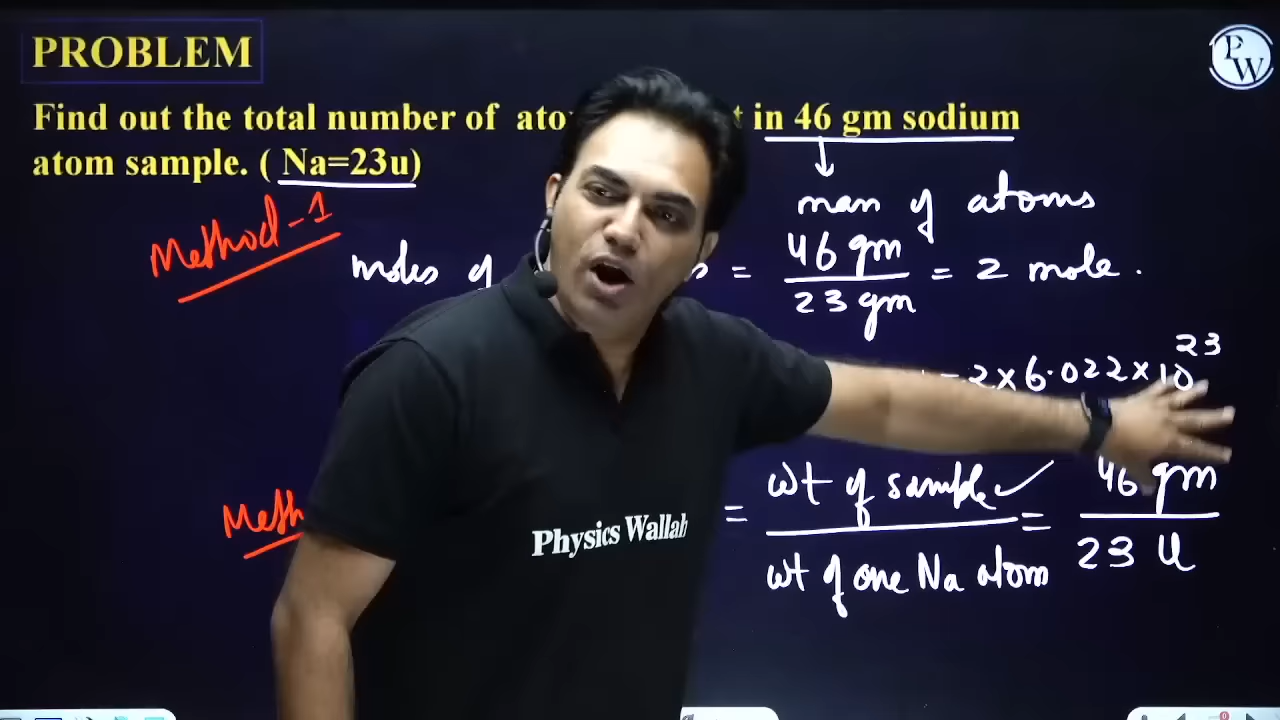 PROBLEM
PW
Find out the total number of in 46 gm sodium
atom sample. ( Na=23u)
mass of atoms
Method-1
moles of = 46 gm / 23 gm = 2 mole.
2×6.022×10^23
= wt of sample ✓ / wt of one Na atom = 46 gm / 23 u
Physics Wallah